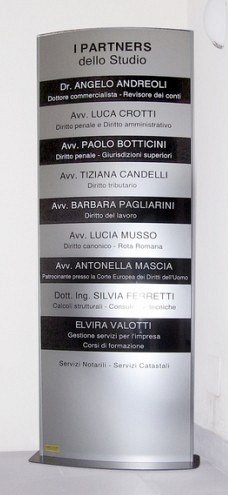 I PARTNERS
dello Studio
Dr. ANGELO ANDREOLI
Dottore commercialista - Revisore dei conti
Avv. LUCA CROTTI
Diritto penale e Diritto amministrativo
Avv. PAOLO BOTTICINI
Diritto penale - Giurisdizioni superiori
Avv. TIZIANA CANDELLI
Diritto tributario
Avv. BARBARA PAGLIARINI
Diritto del lavoro
Avv. LUCIA MUSSO
Diritto canonico - Rota Romana
Avv. ANTONELLA MASCIA
Patrocinante presso la Corte Europea dei Diritti dell'Uomo
Dott. Ing. SILVIA FERRETTI
Calcoli strutturali - Consulenze tecniche
ELVIRA VALOTTI
Gestione servizi per l'impresa
Corsi di formazione
Servizi Notarili - Servizi Catastali